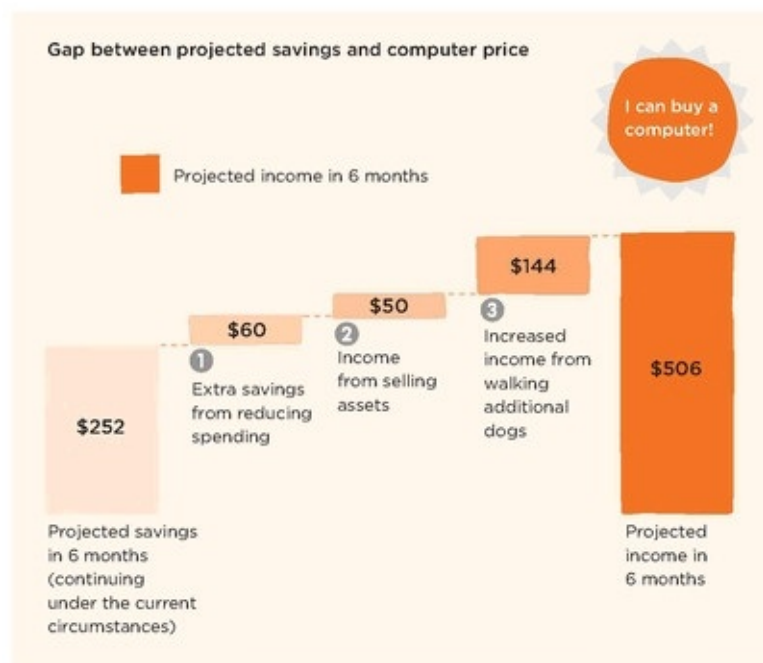 Gap between projected savings and computer price
I can buy a
computer!
Projected income in 6 months
$252
Projected savings
in 6 months
(continuing
under the current
circumstances)
$60
1
Extra savings
from reducing
spending
$50
2
Income
from selling
assets
$144
3
Increased
income from
walking
additional
dogs
$506
Projected
income in
6 months